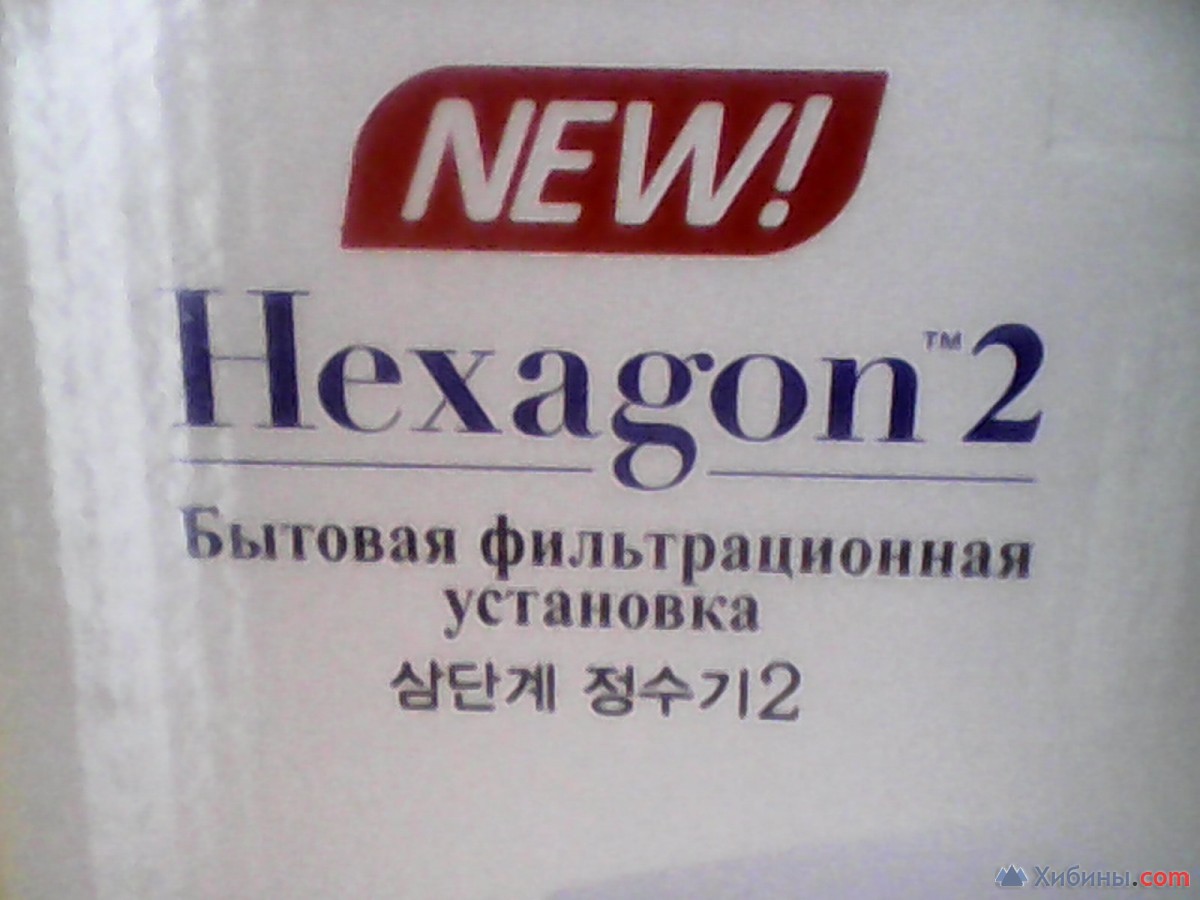 NEW!
Hexagon™2
Бытовая фильтрационная
установка
삼단계 정수기2
Хибины.com